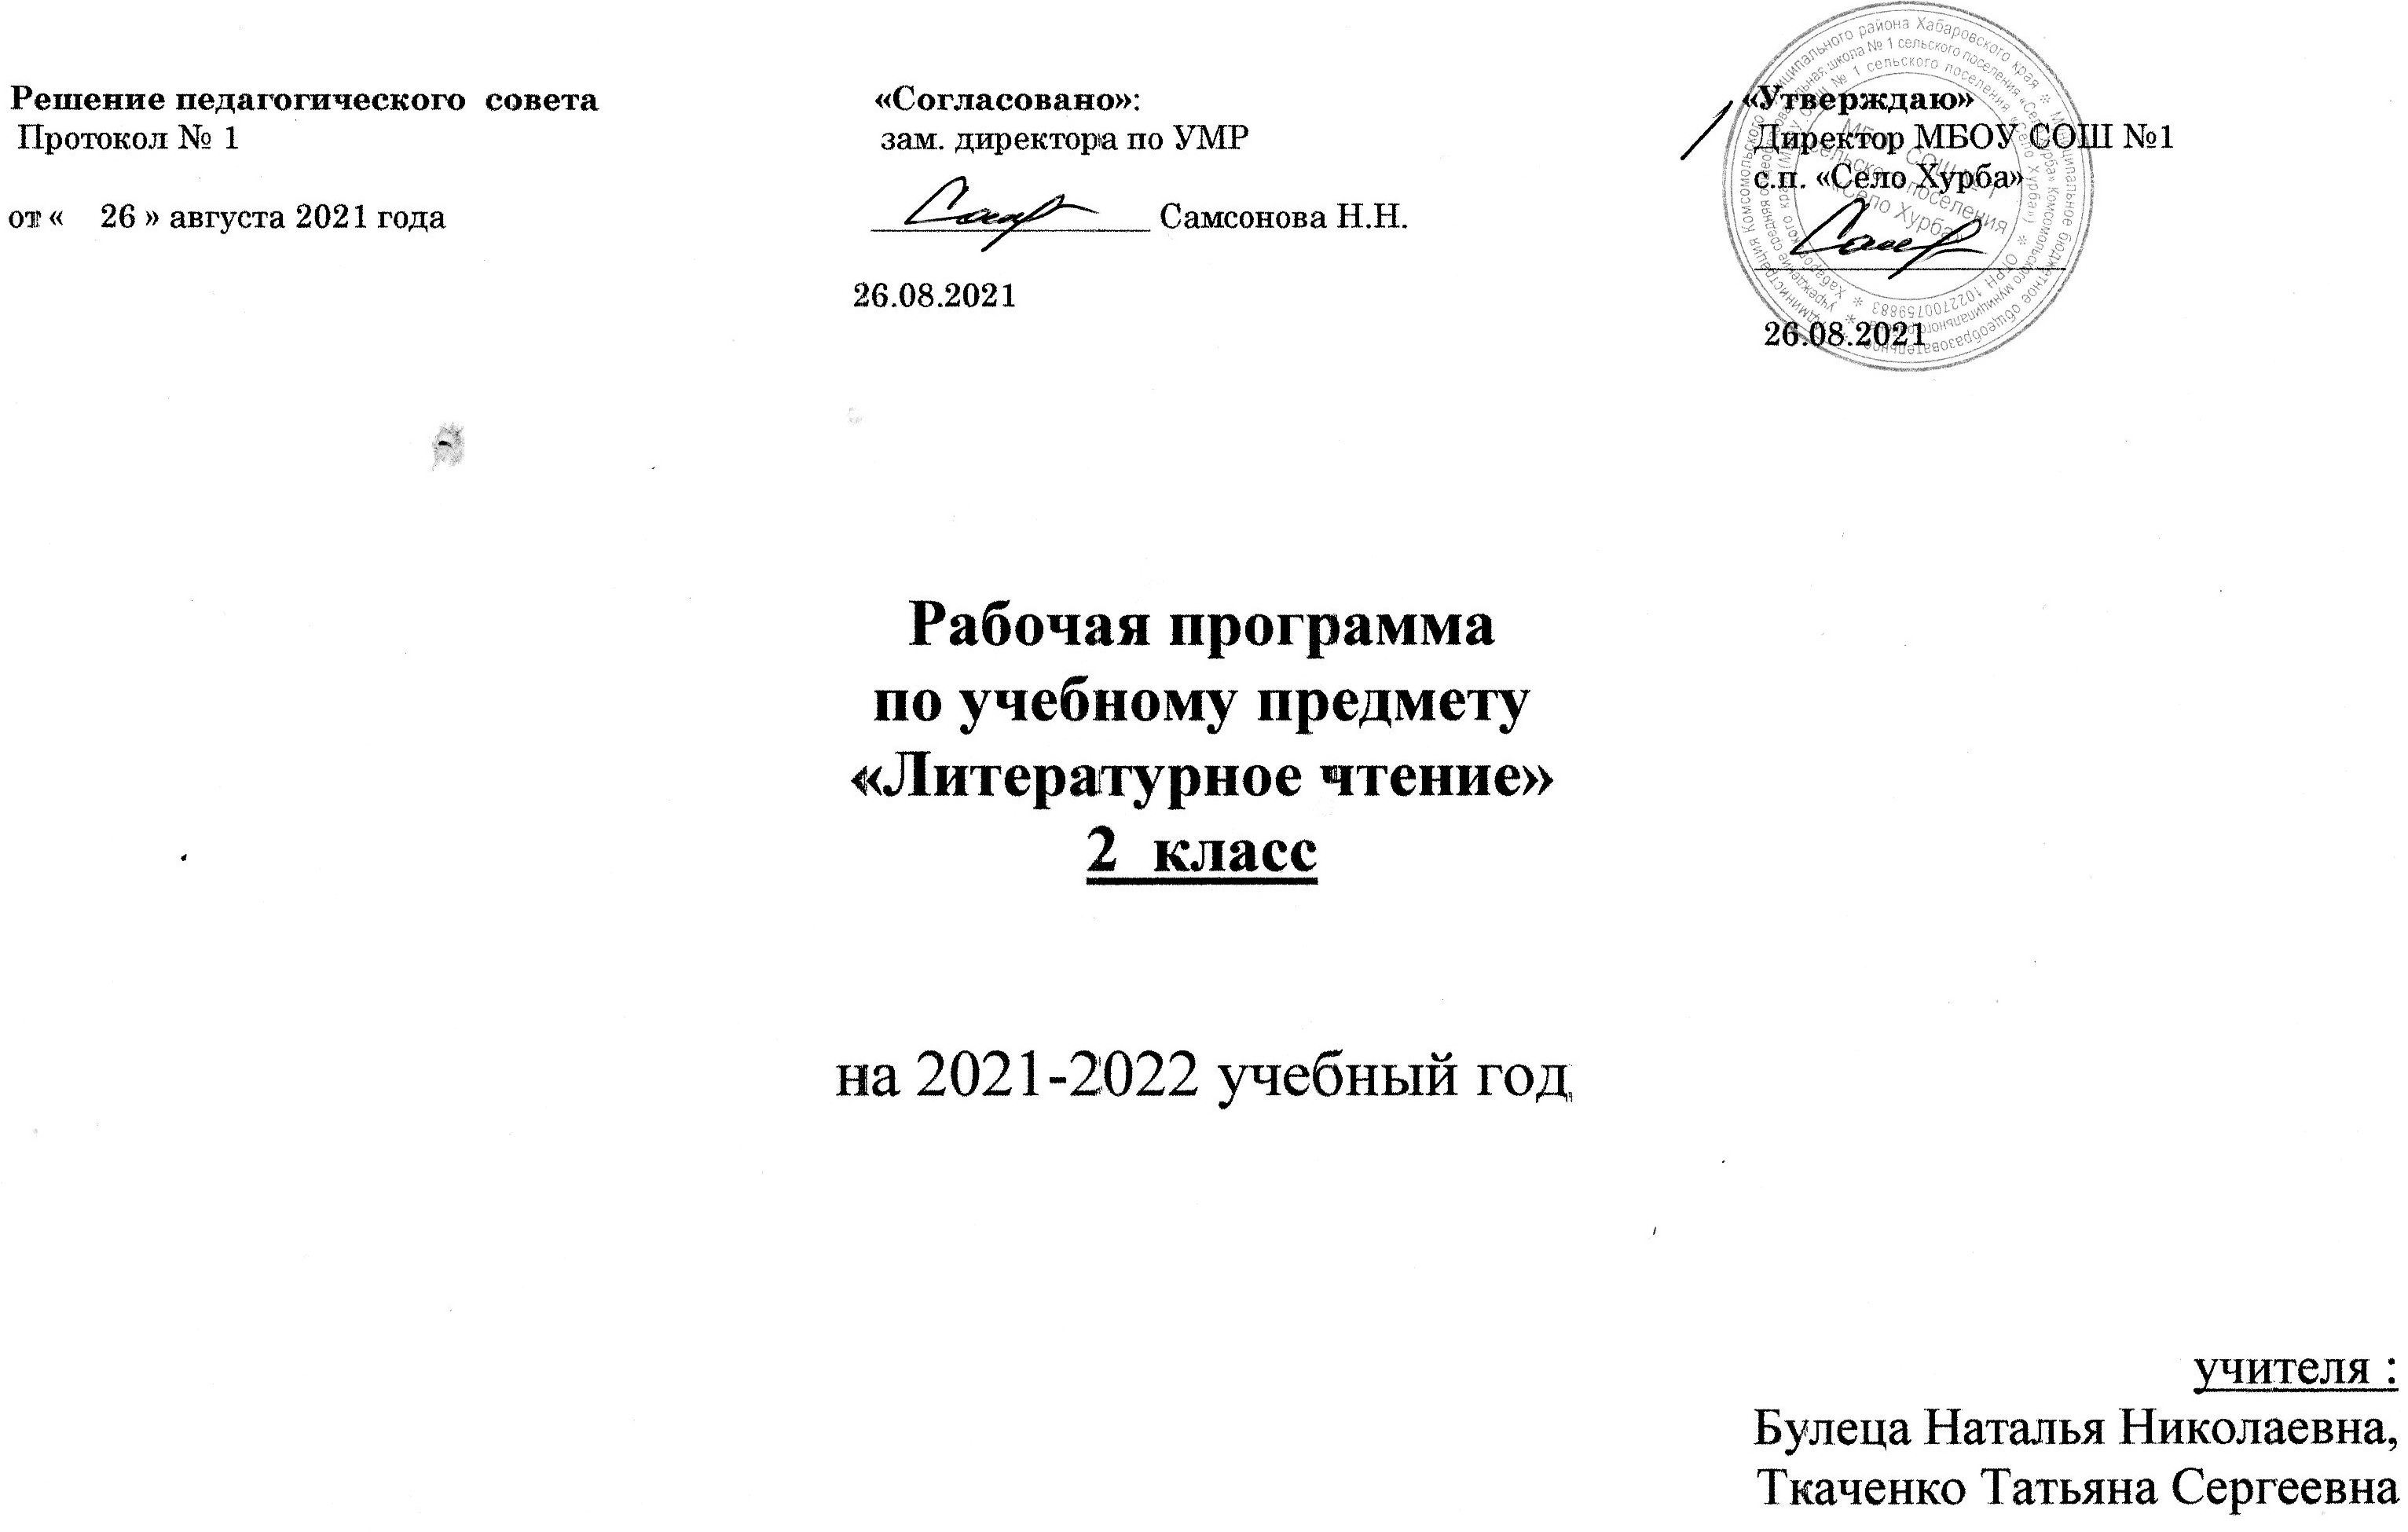 Решение педагогического совета
Протокол № 1
от « 26 » августа 2021 года
«Согласовано»:
зам. директора по УМР
Самсонова Н.Н.
26.08.2021
«Утверждаю»
Директор МБОУ СОШ №1
с.п. «Село Хурба»
26.08.2021
Рабочая программа
по учебному предмету
«Литературное чтение»
2 класс
на 2021-2022 учебный год
учителя :
Булеца Наталья Николаевна,
Ткаченко Татьяна Сергеевна